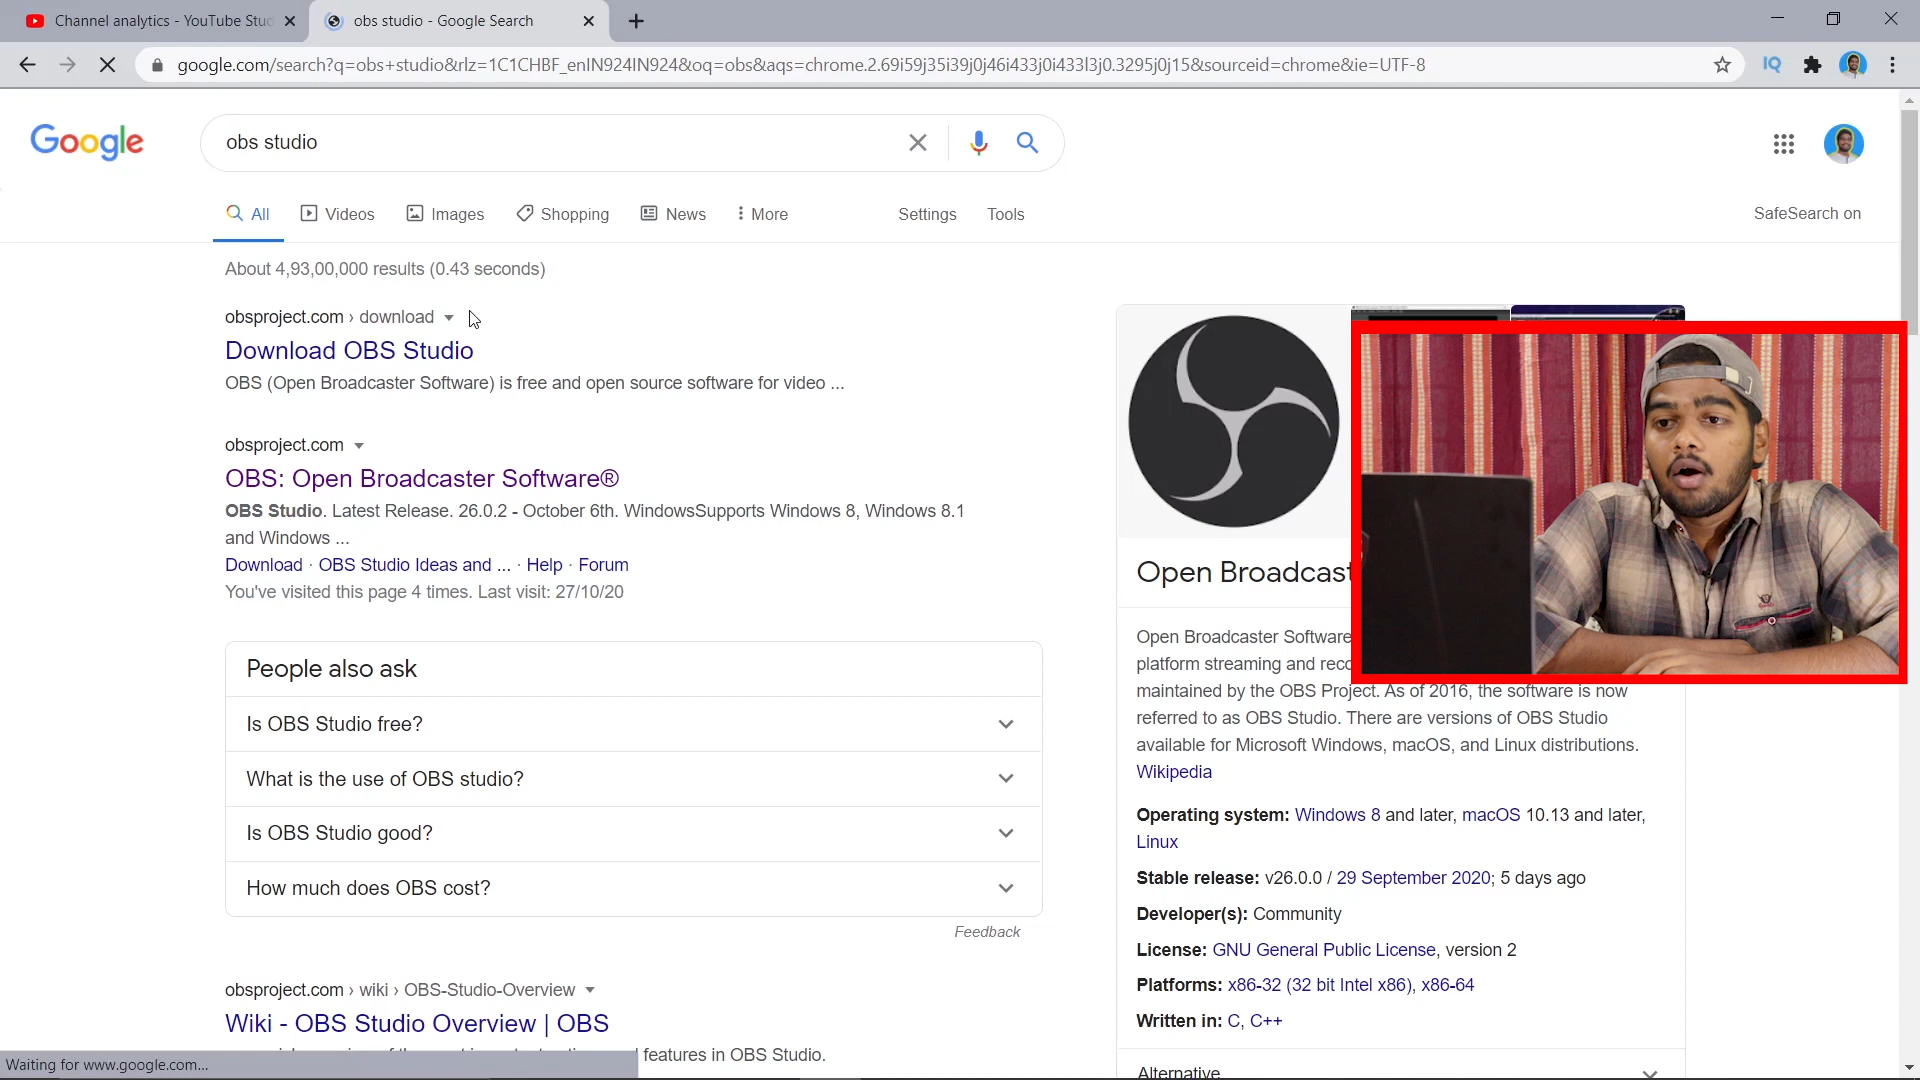 Channel analytics - YouTube Stud
obs studio - Google Search
google.com/search?q=obs+studio&rlz=1C1CHBF_enIN924IN924&oq=obs&aqs=chrome.2.69i59j35i39j0j46i433j0i433l3j0.3295j0j15&sourceid=chrome&ie=UTF-8
IQ
Google
obs studio
All Videos Images Shopping News More Settings Tools SafeSearch on
About 4,93,00,000 results (0.43 seconds)
obsproject.com › download
Download OBS Studio
OBS (Open Broadcaster Software) is free and open source software for video ...
obsproject.com
OBS: Open Broadcaster Software®
OBS Studio. Latest Release. 26.0.2 - October 6th. WindowsSupports Windows 8, Windows 8.1
and Windows ...
Download · OBS Studio Ideas and ... · Help · Forum
You've visited this page 4 times. Last visit: 27/10/20
People also ask
Is OBS Studio free?
What is the use of OBS studio?
Is OBS Studio good?
How much does OBS cost?
Feedback
obsproject.com › wiki › OBS-Studio-Overview
Wiki - OBS Studio Overview | OBS
features in OBS Studio.
Waiting for www.google.com...
Open Broadcast
Open Broadcaster Software
platform streaming and reco
maintained by the OBS Project. As of 2016, the software is now
referred to as OBS Studio. There are versions of OBS Studio
available for Microsoft Windows, macOS, and Linux distributions.
Wikipedia
Operating system: Windows 8 and later, macOS 10.13 and later,
Linux
Stable release: v26.0.0 / 29 September 2020; 5 days ago
Developer(s): Community
License: GNU General Public License, version 2
Platforms: x86-32 (32 bit Intel x86), x86-64
Written in: C, C++
Alternative